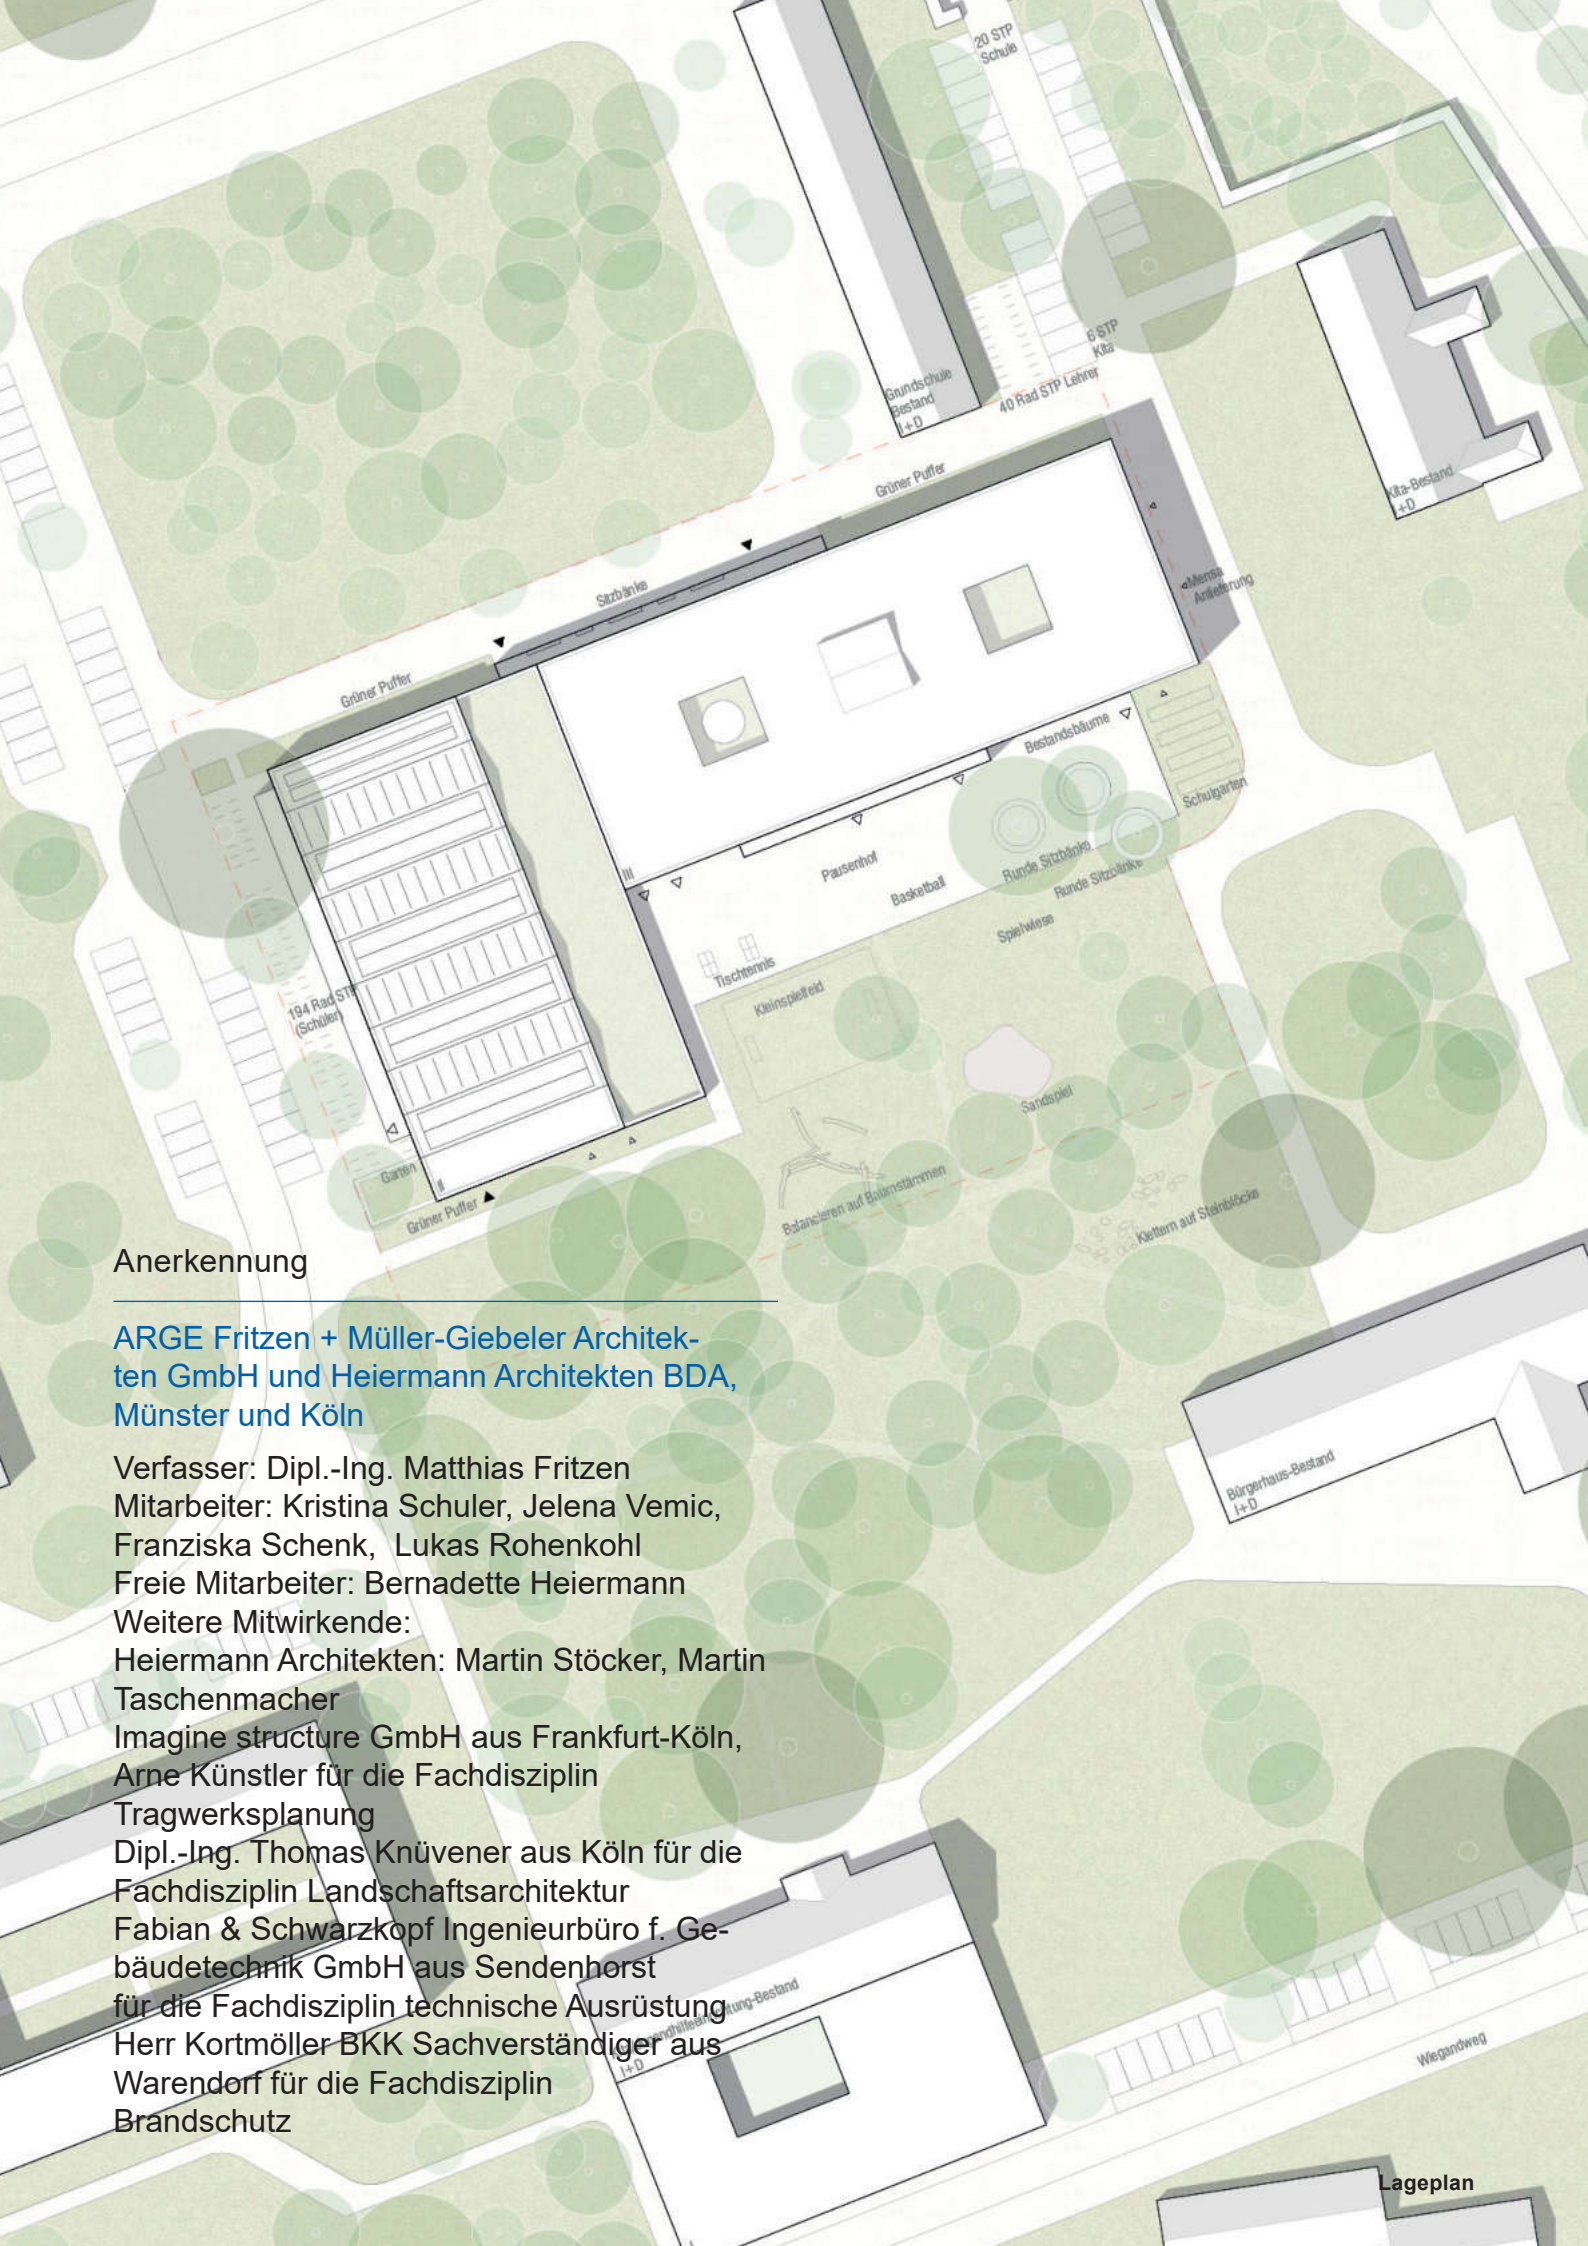 20 STP
Schule
6 STP
Kita
Grundschule
Bestand
I+D
40 Rad STP Lehrer
Grüner Puffer
Kita-Bestand
I+D
Mensa
Anlieferung
Sitzbänke
Grüner Puffer
Bestandsbäume
Schulgarten
III
Pausenhof
Runde Sitzbänke
Basketball
Runde Sitzbänke
Spielwiese
Tischtennis
Kleinspielfeld
194 Rad STP
(Schüler)
Sandspiel
Garten
II
Grüner Puffer
Balancieren auf Baumstämmen
Klettern auf Steinblöcke
Anerkennung
ARGE Fritzen + Müller-Giebeler Architek-
ten GmbH und Heiermann Architekten BDA,
Münster und Köln
Verfasser: Dipl.-Ing. Matthias Fritzen
Mitarbeiter: Kristina Schuler, Jelena Vemic,
Franziska Schenk, Lukas Rohenkohl
Freie Mitarbeiter: Bernadette Heiermann
Weitere Mitwirkende:
Heiermann Architekten: Martin Stöcker, Martin
Taschenmacher
Imagine structure GmbH aus Frankfurt-Köln,
Arne Künstler für die Fachdisziplin
Tragwerksplanung
Dipl.-Ing. Thomas Knüvener aus Köln für die
Fachdisziplin Landschaftsarchitektur
Fabian & Schwarzkopf Ingenieurbüro f. Ge-
bäudetechnik GmbH aus Sendenhorst
für die Fachdisziplin technische Ausrüstung
Herr Kortmöller BKK Sachverständiger aus
Warendorf für die Fachdisziplin
Brandschutz
Bürgerhaus-Bestand
I+D
I+D
Wiegandweg
Lageplan